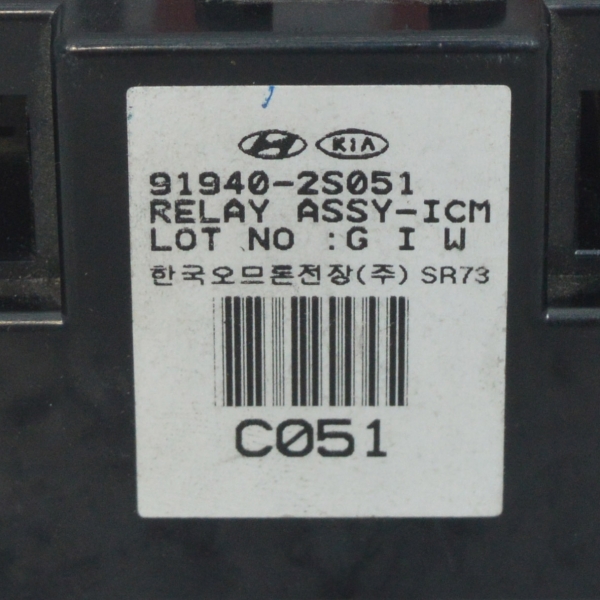 KIA
91940-2S051
RELAY ASSY-ICM
LOT NO :G I W
한국오므론전장(주) SR73
C051